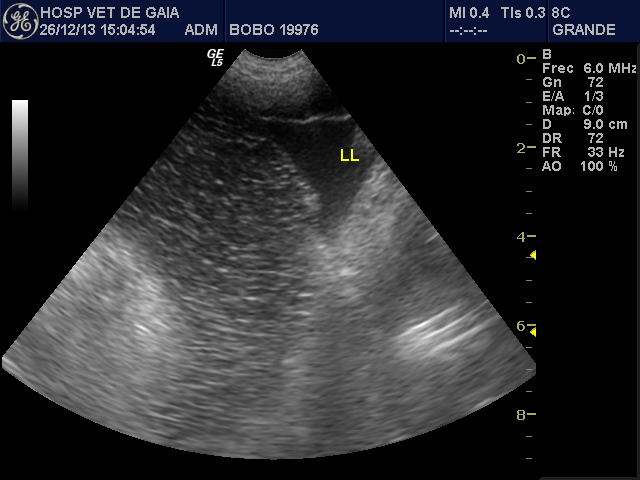 HOSP VET DE GAIA
26/12/13 15:04:54 ADM BOBO 19976
MI 0.4 TIs 0.3 8C
--:--:-- GRANDE
GE
L5
B
Frec 6.0 MHz
Gn 72
E/A 1/3
Map: C/0
D 9.0 cm
DR 72
FR 33 Hz
AO 100 %
0
2
4
6
8
LL